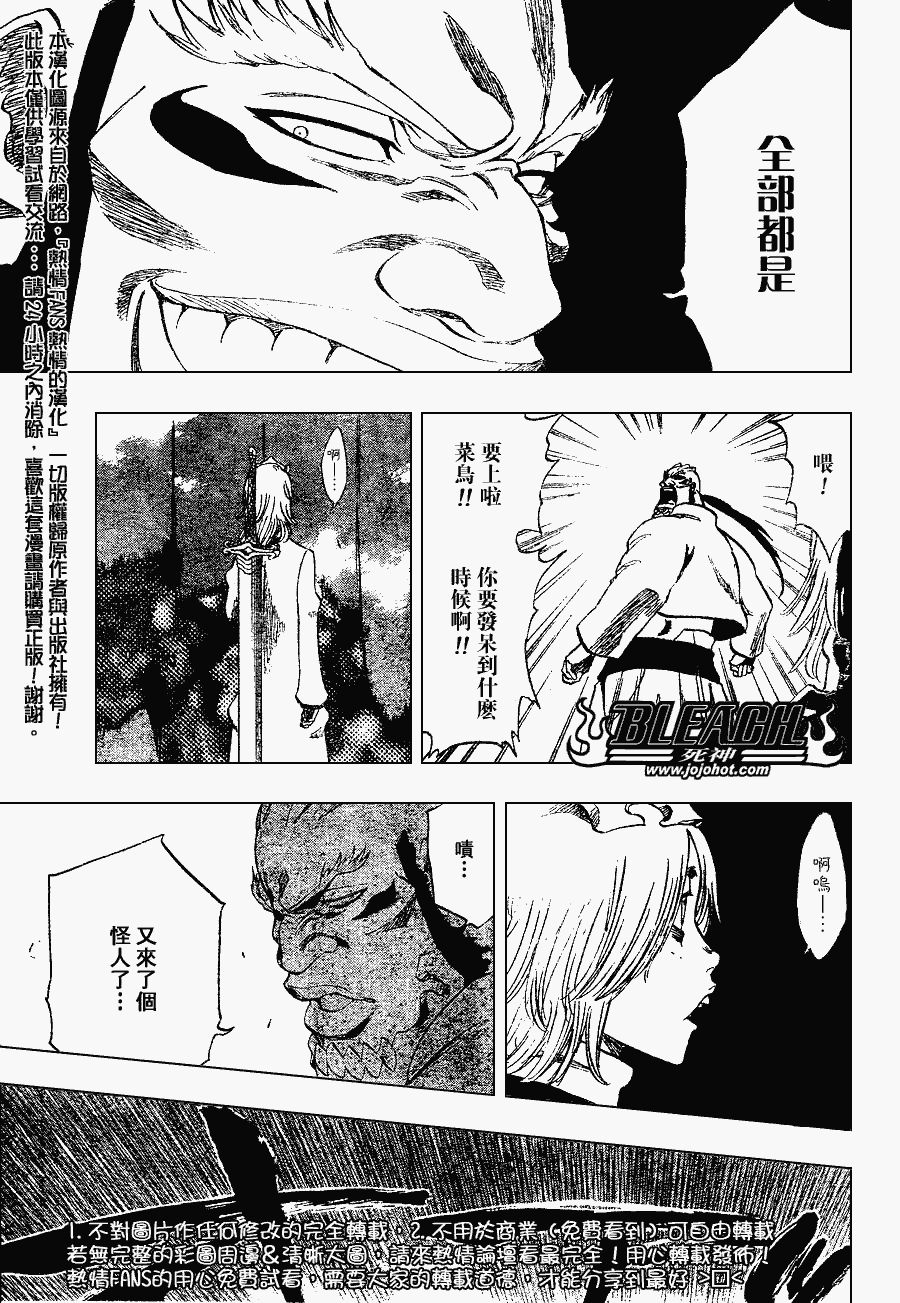 全部都是
喂！
要上啦
菜鳥!!
你要發呆到什麼
時候啊!!
啊…
BLEACH
死神
www.jojohot.com
啊嗚…
嘖…
又來了個
怪人了…
本漢化圖源來自於網路，『熱情FANS熱情的漢化』一切版權歸原作者與出版社擁有！
此版本僅供學習試看交流… 請24小時之內消除，喜歡這套漫畫請購買正版！謝謝。
1. 不對圖片作任何修改的完全轉載，2. 不用於商業（免費看到）可自由轉載
若無完整的彩圖周漫&清晰大圖，請來熱情論壇看最完全！用心轉載發佈?!
熱情FANS的用心免費試看，需要大家的轉載道德，才能分享到最好 >口<